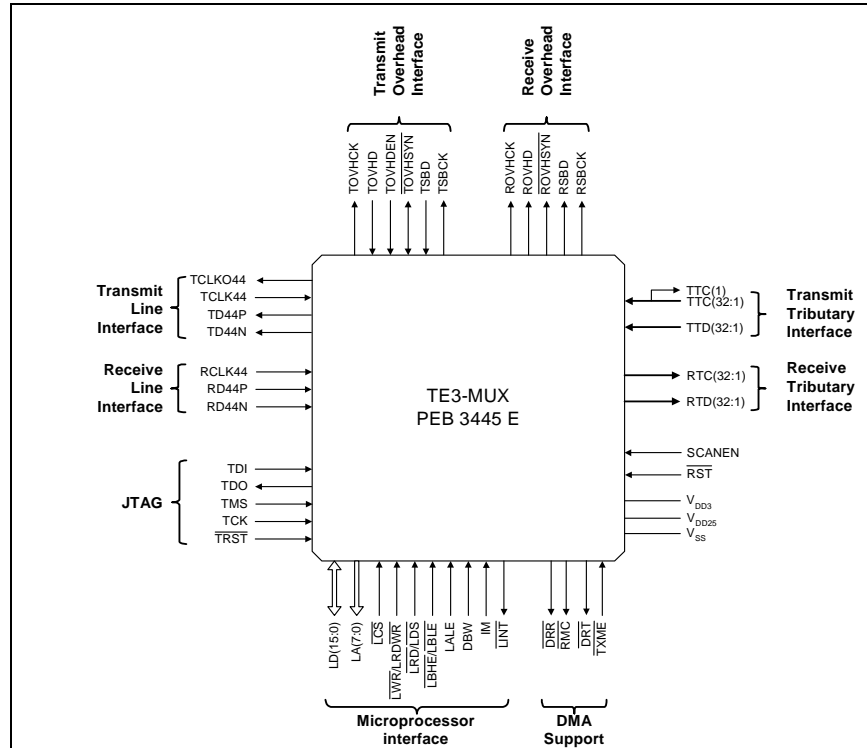 Transmit
Overhead
Interface
Receive
Overhead
Interface
TOVHCK
TOVHD
TOVHDEN
TOVHSYN
TSBD
TSBCK
ROVHCK
ROVHD
ROVHSYN
RSBD
RSBCK
Transmit
Line
Interface
TCLKO44
TCLK44
TD44P
TD44N
Receive
Line
Interface
RCLK44
RD44P
RD44N
JTAG
TDI
TDO
TMS
TCK
TRST
TE3-MUX
PEB 3445 E
TTC(1)
TTC(32:1)
TTD(32:1)
Transmit
Tributary
Interface
RTC(32:1)
RTD(32:1)
Receive
Tributary
Interface
SCANEN
RST
VDD3
VDD25
VSS
LD(15:0)
LA(7:0)
LCS
LWR/LRDWR
LRD/LDS
LBHE/LBLE
LALE
DBW
IM
LINT
DRR
RMC
DRT
TXME
Microprocessor
interface
DMA
Support